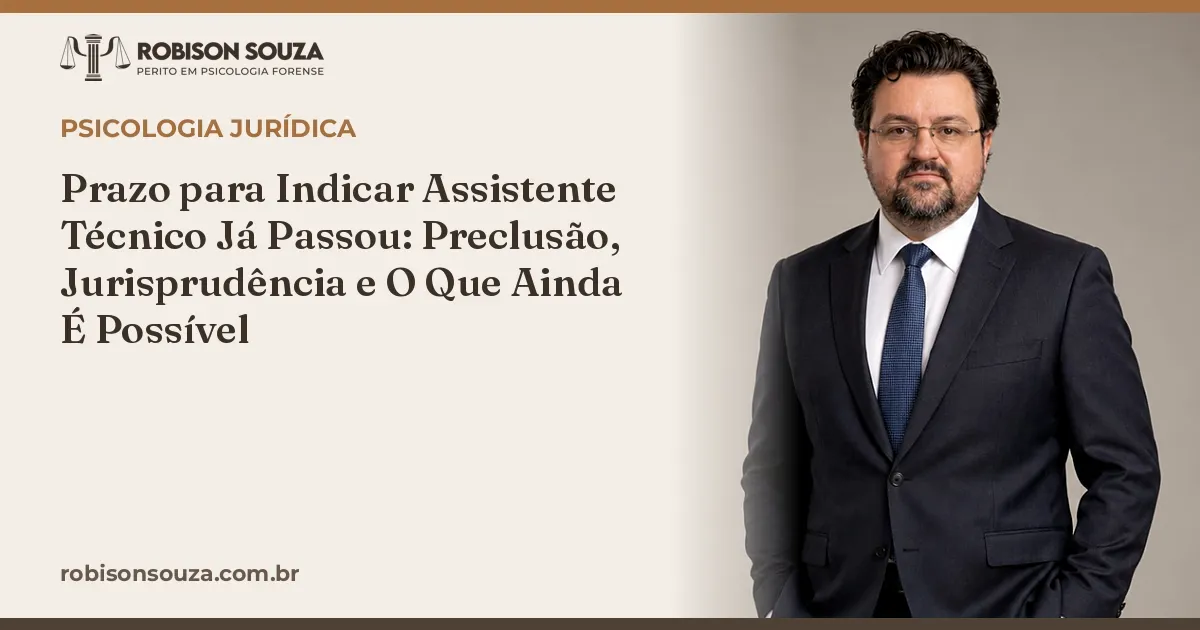 ROBISON SOUZA
PERITO EM PSICOLOGIA FORENSE
PSICOLOGIA JURÍDICA
Prazo para Indicar Assistente
Técnico Já Passou: Preclusão,
Jurisprudência e O Que Ainda
É Possível
robisonsouza.com.br